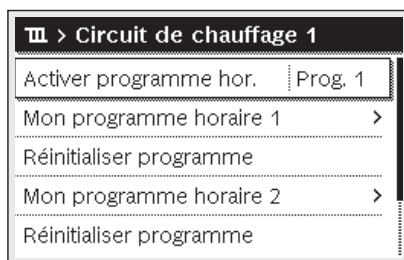 > Circuit de chauffage 1
Activer programme hor. Prog. 1
Mon programme horaire 1 >
Réinitialiser programme
Mon programme horaire 2 >
Réinitialiser programme